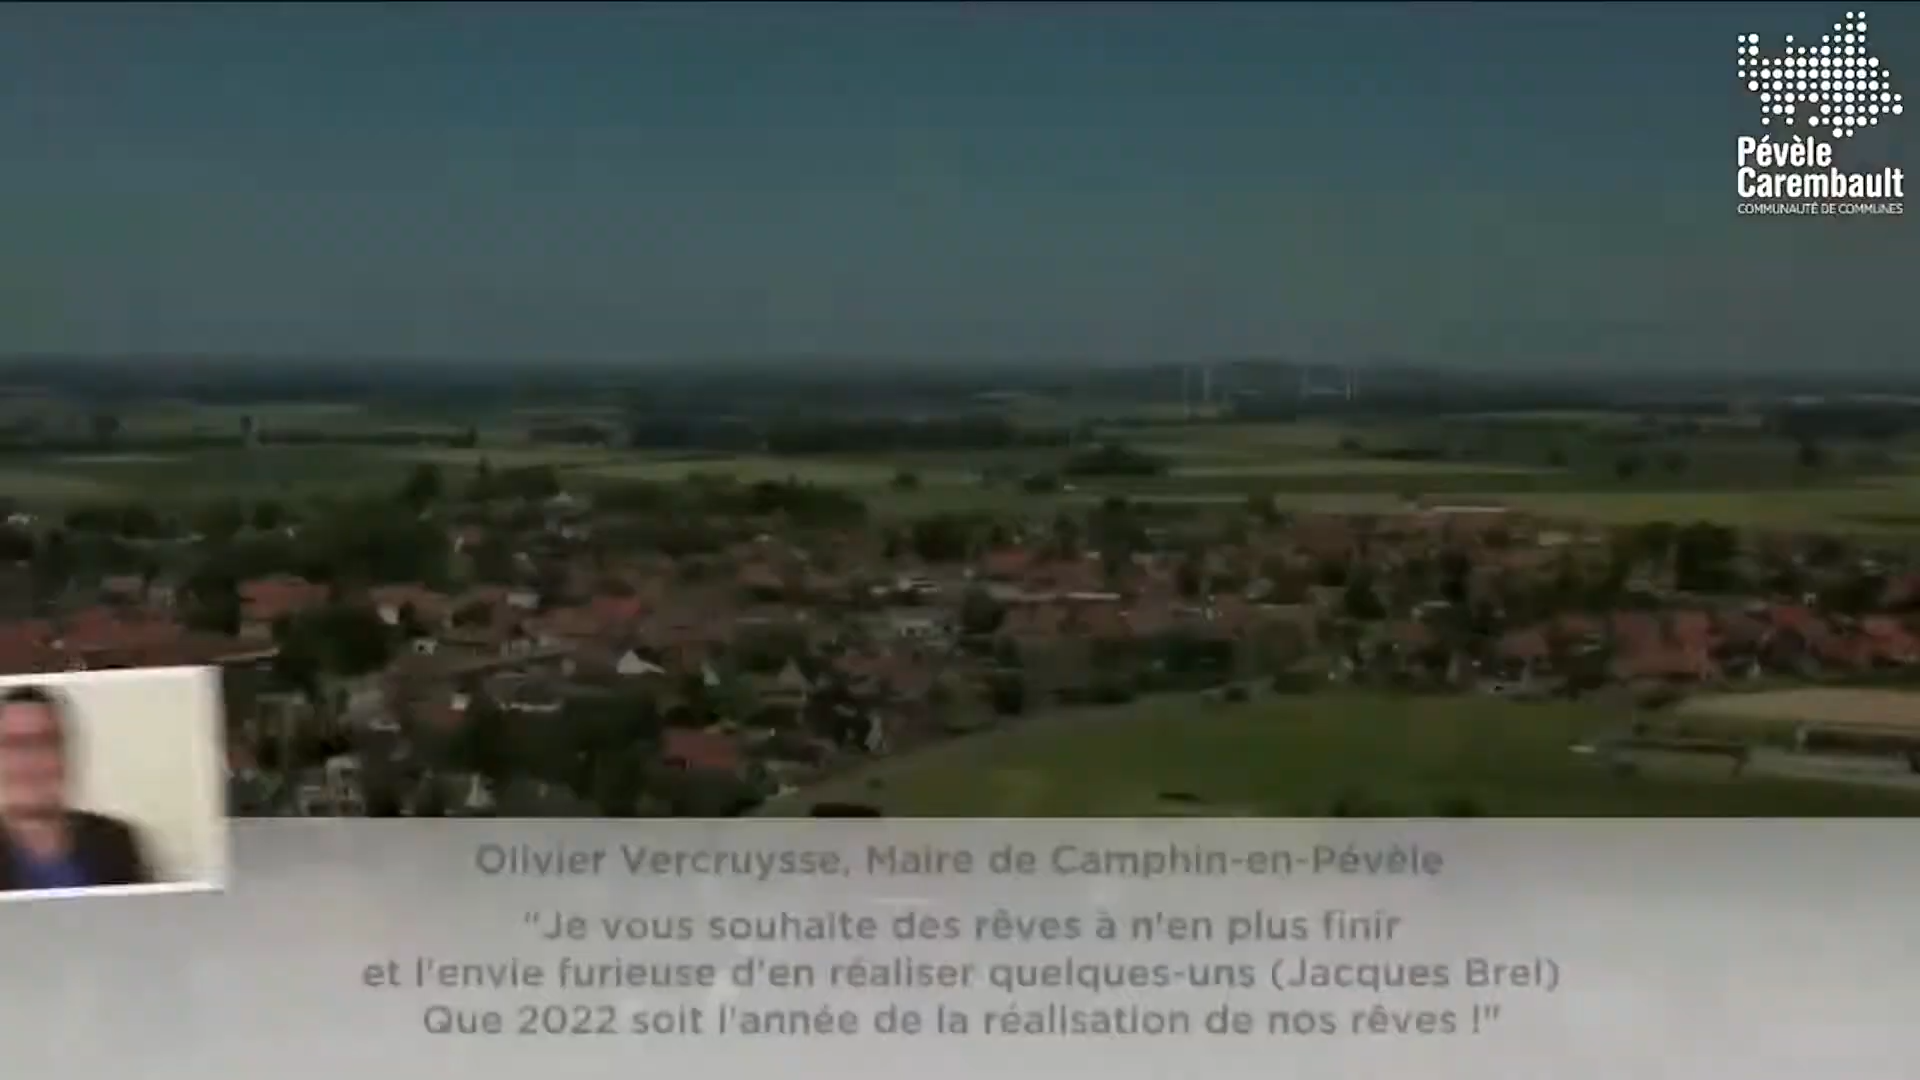 Pévèle
Carembault
COMMUNAUTÉ DE COMMUNES
Olivier Vercruysse, Maire de Camphin-en-Pévèle
"Je vous souhaite des rêves à n'en plus finir
et l'envie furieuse d'en réaliser quelques-uns (Jacques Brel)
Que 2022 soit l'année de la réalisation de nos rêves !"